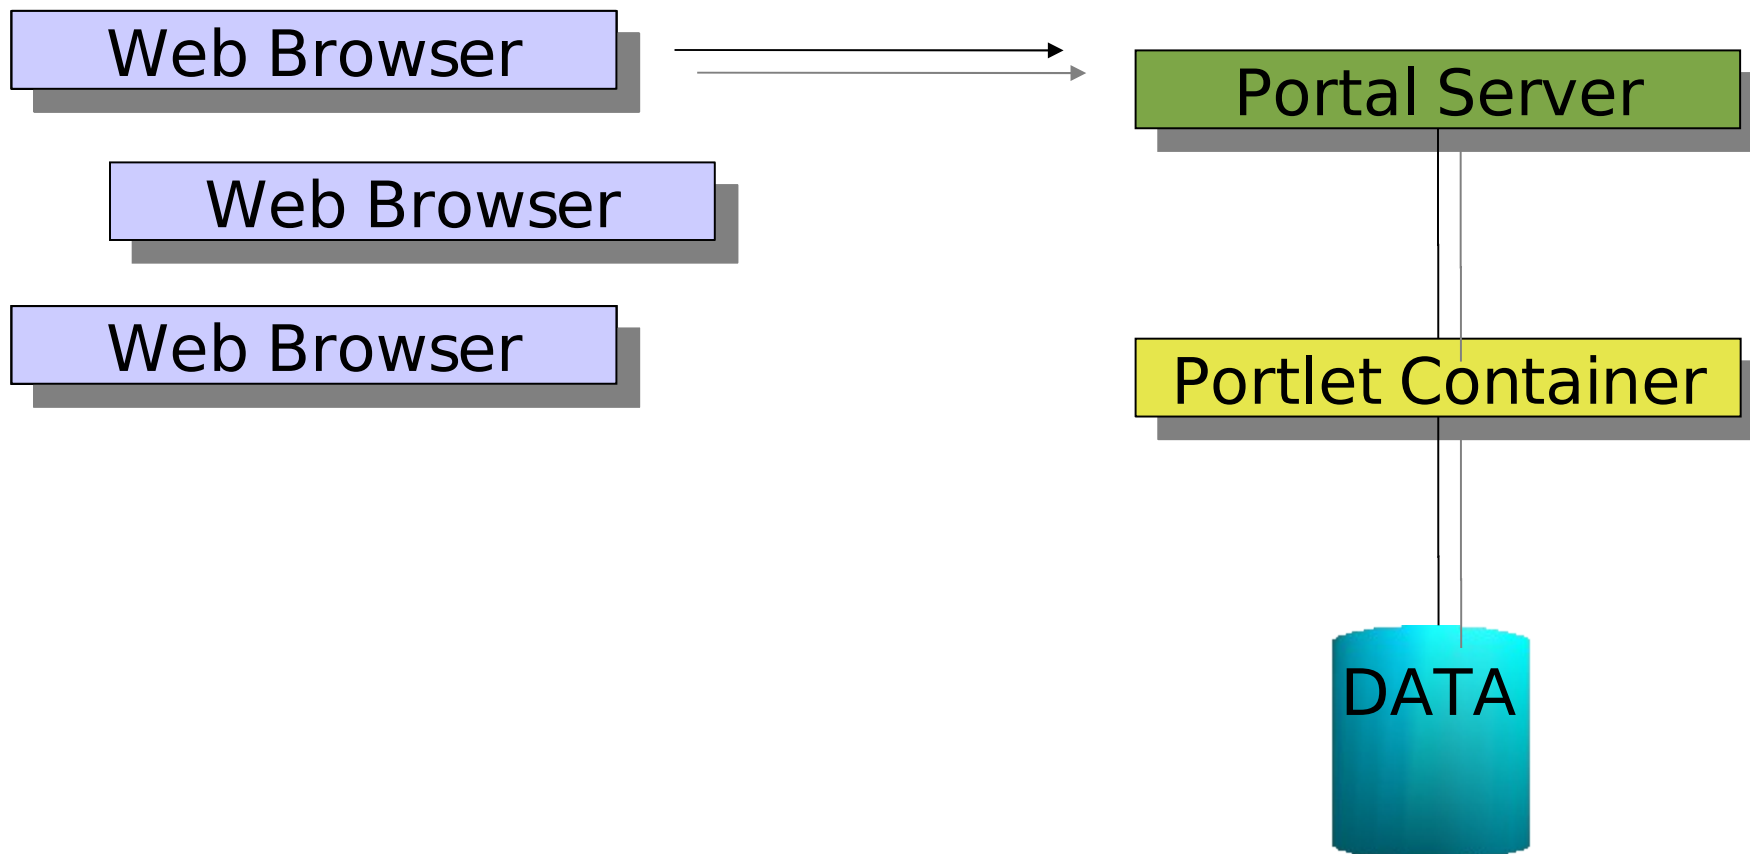 Web Browser
Portal Server
Web Browser
Web Browser
Portlet Container
DATA